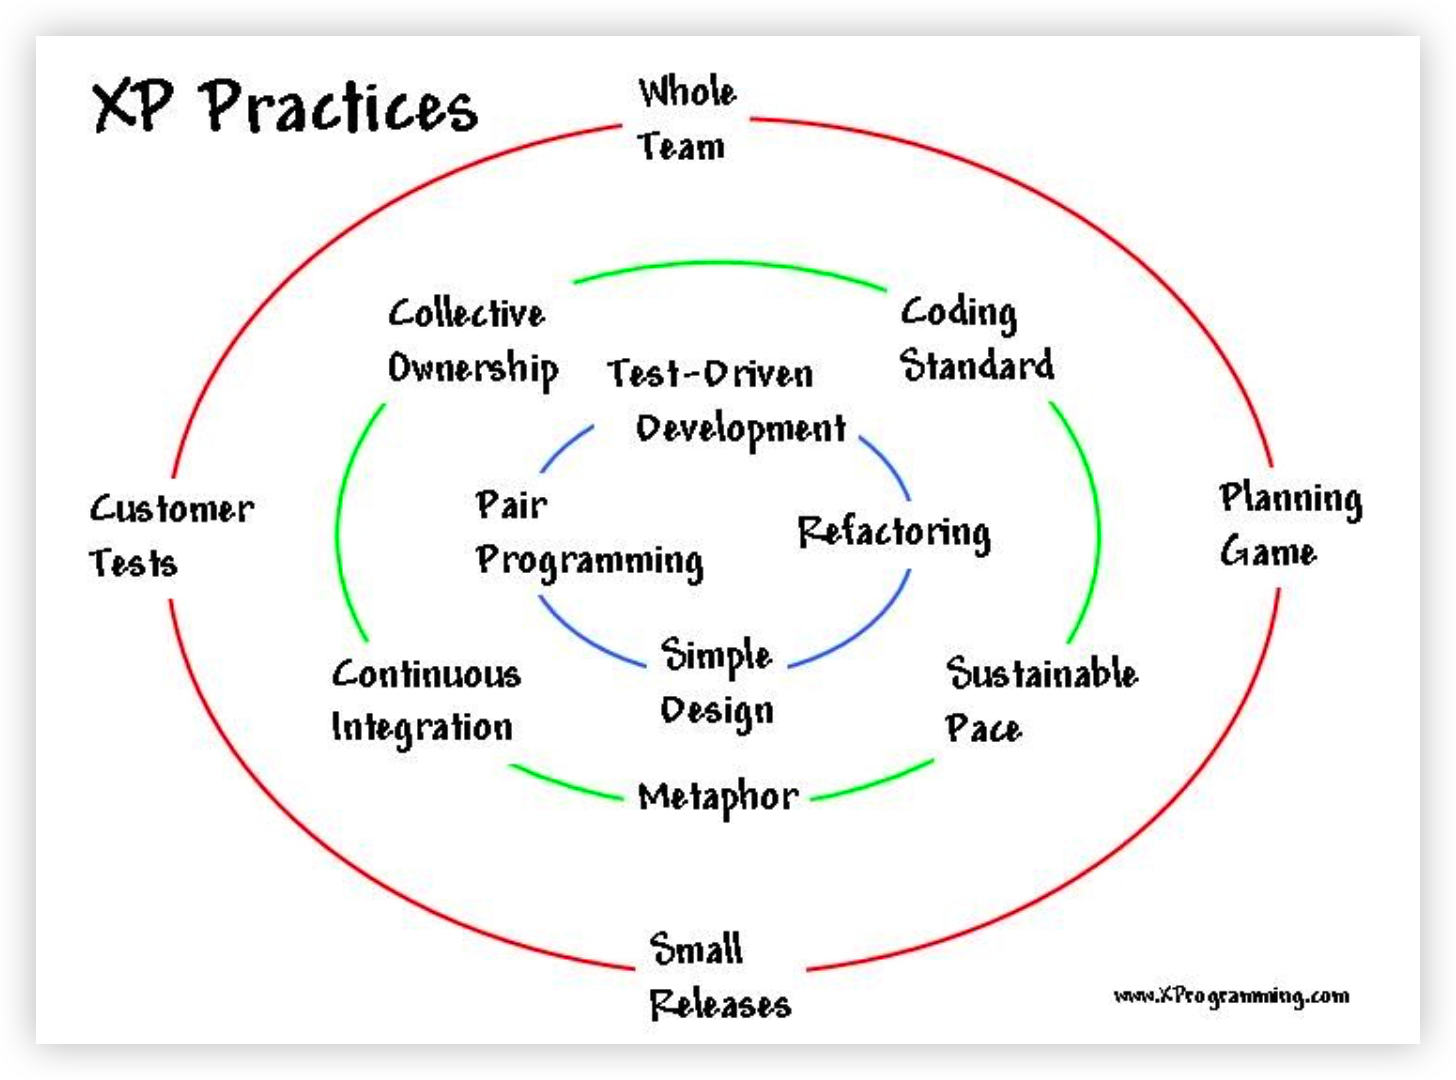 XP Practices
Whole
Team
Collective
Ownership
Coding
Standard
Test-Driven
Development
Pair
Programming
Refactoring
Customer
Tests
Planning
Game
Simple
Design
Continuous
Integration
Sustainable
Pace
Metaphor
Small
Releases
www.XProgramming.com